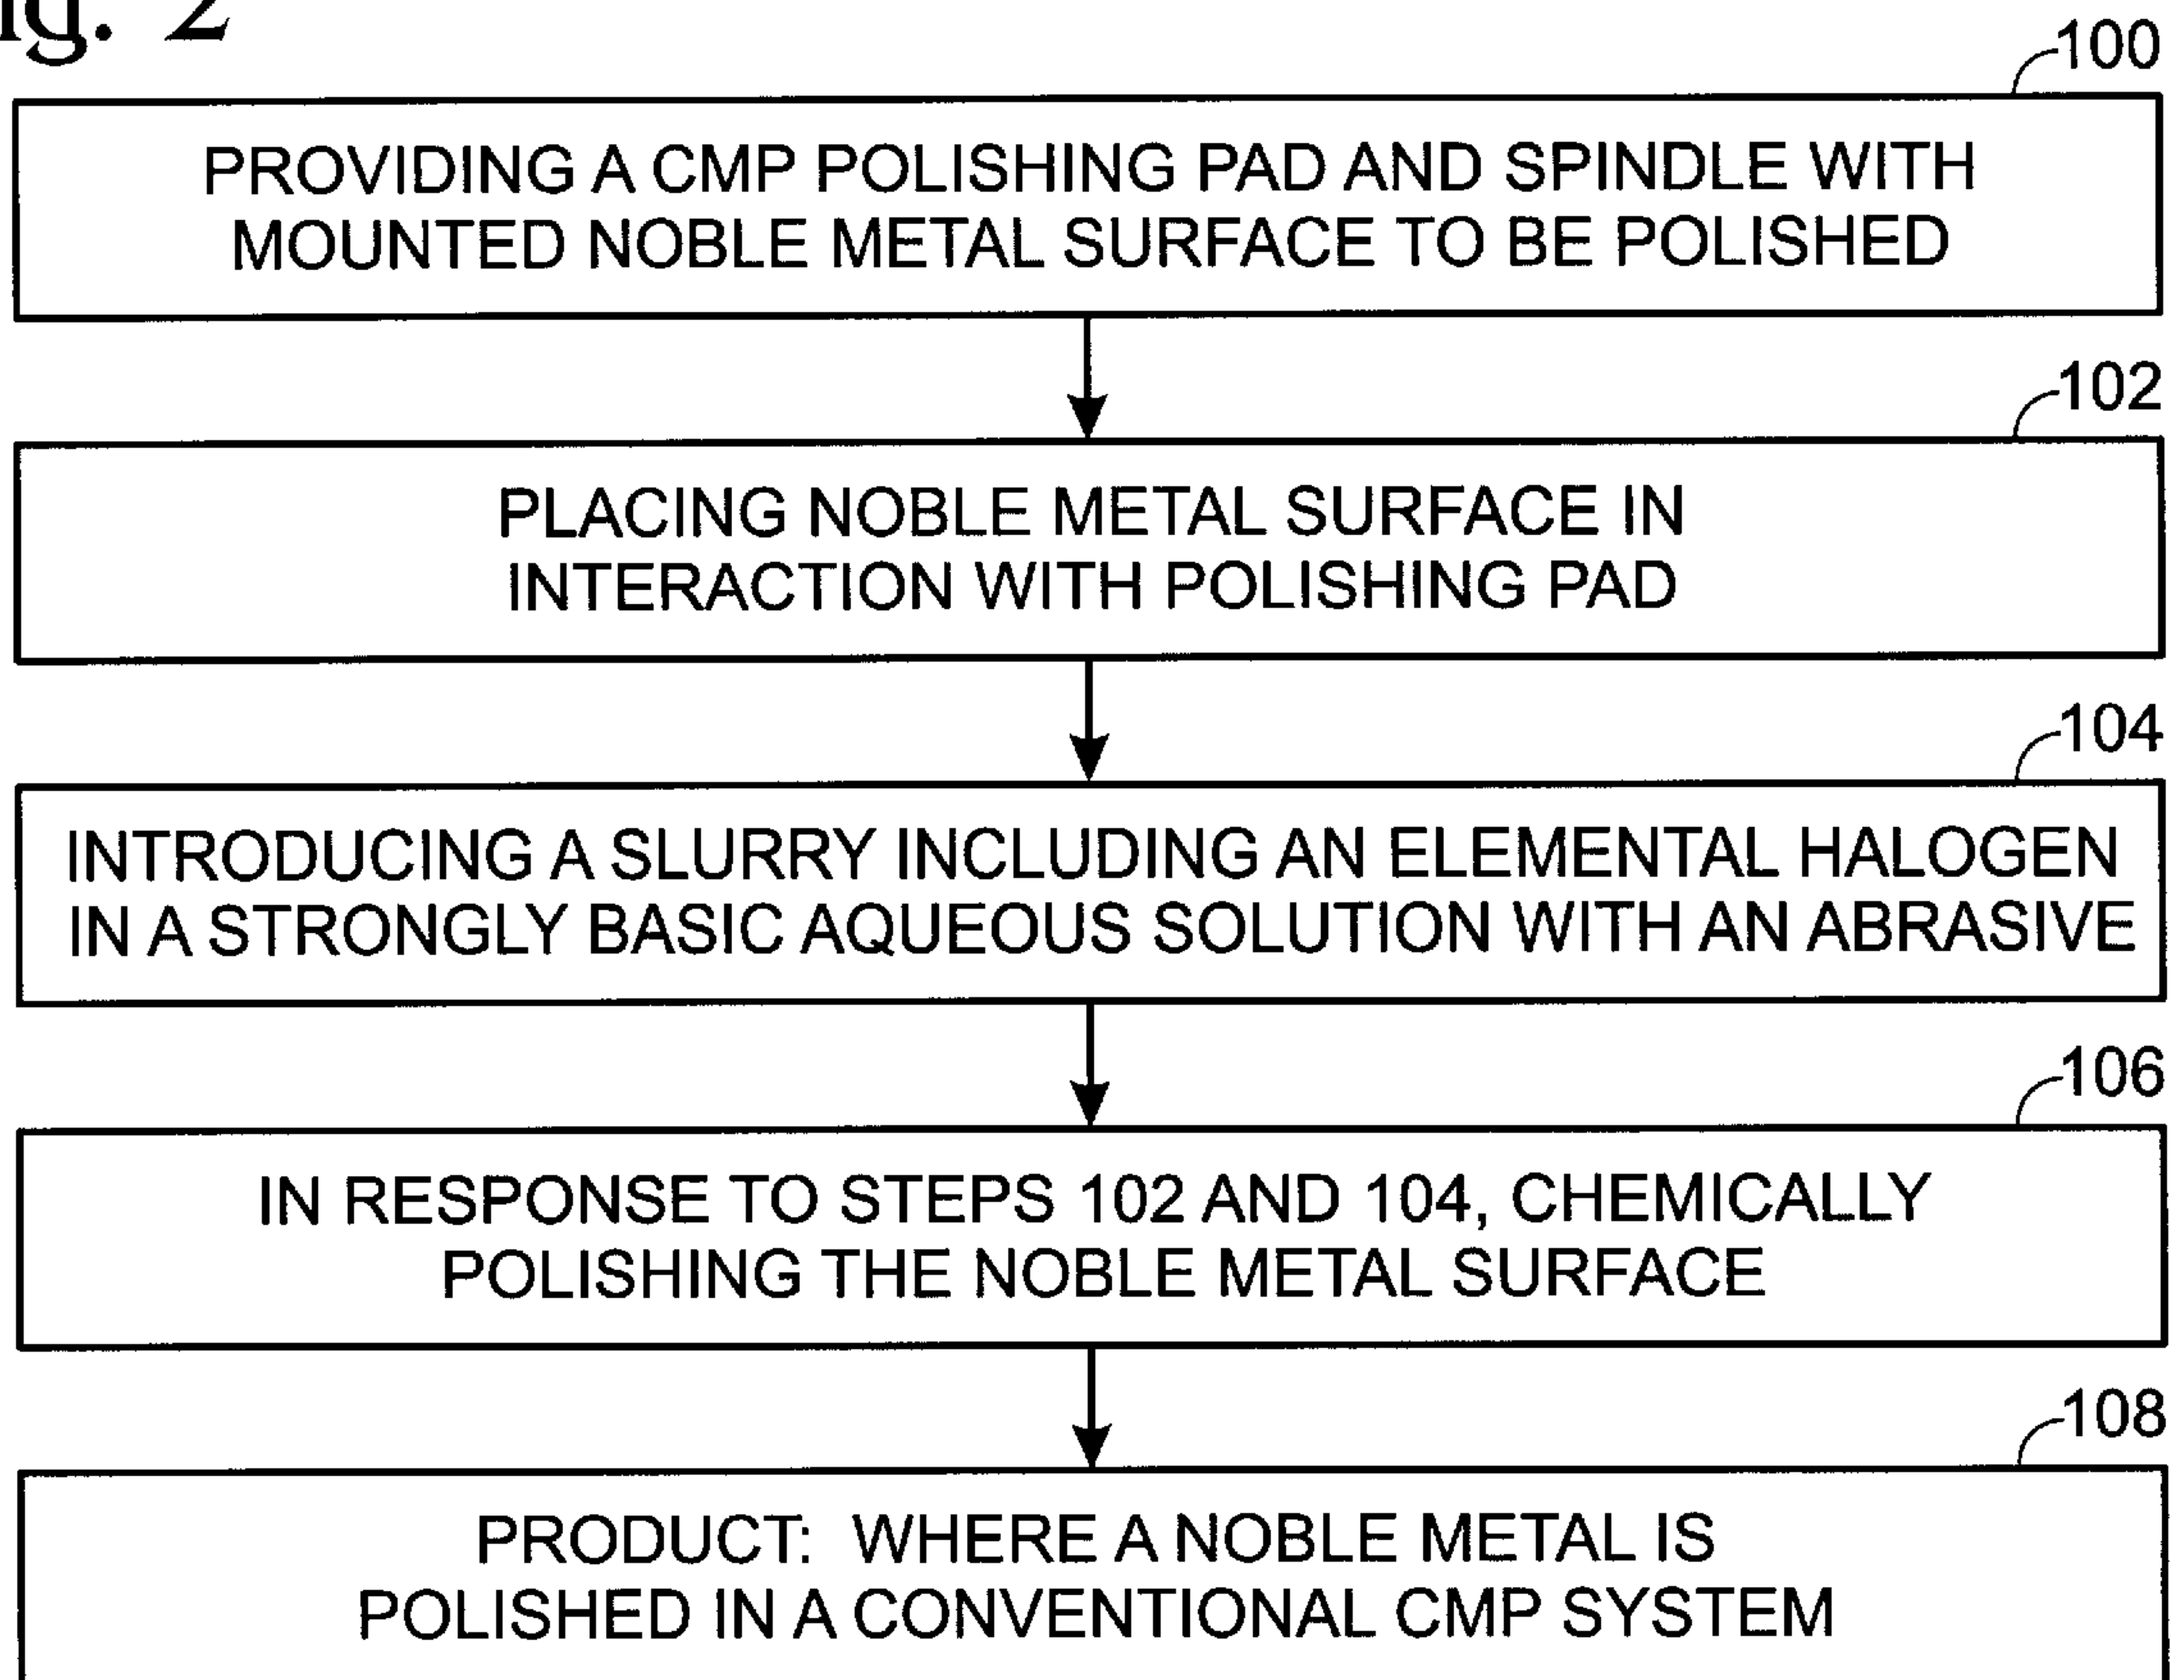 ig. 2
100
PROVIDING A CMP POLISHING PAD AND SPINDLE WITH
MOUNTED NOBLE METAL SURFACE TO BE POLISHED
102
PLACING NOBLE METAL SURFACE IN
INTERACTION WITH POLISHING PAD
104
INTRODUCING A SLURRY INCLUDING AN ELEMENTAL HALOGEN
IN A STRONGLY BASIC AQUEOUS SOLUTION WITH AN ABRASIVE
106
IN RESPONSE TO STEPS 102 AND 104, CHEMICALLY
POLISHING THE NOBLE METAL SURFACE
108
PRODUCT: WHERE A NOBLE METAL IS
POLISHED IN A CONVENTIONAL CMP SYSTEM